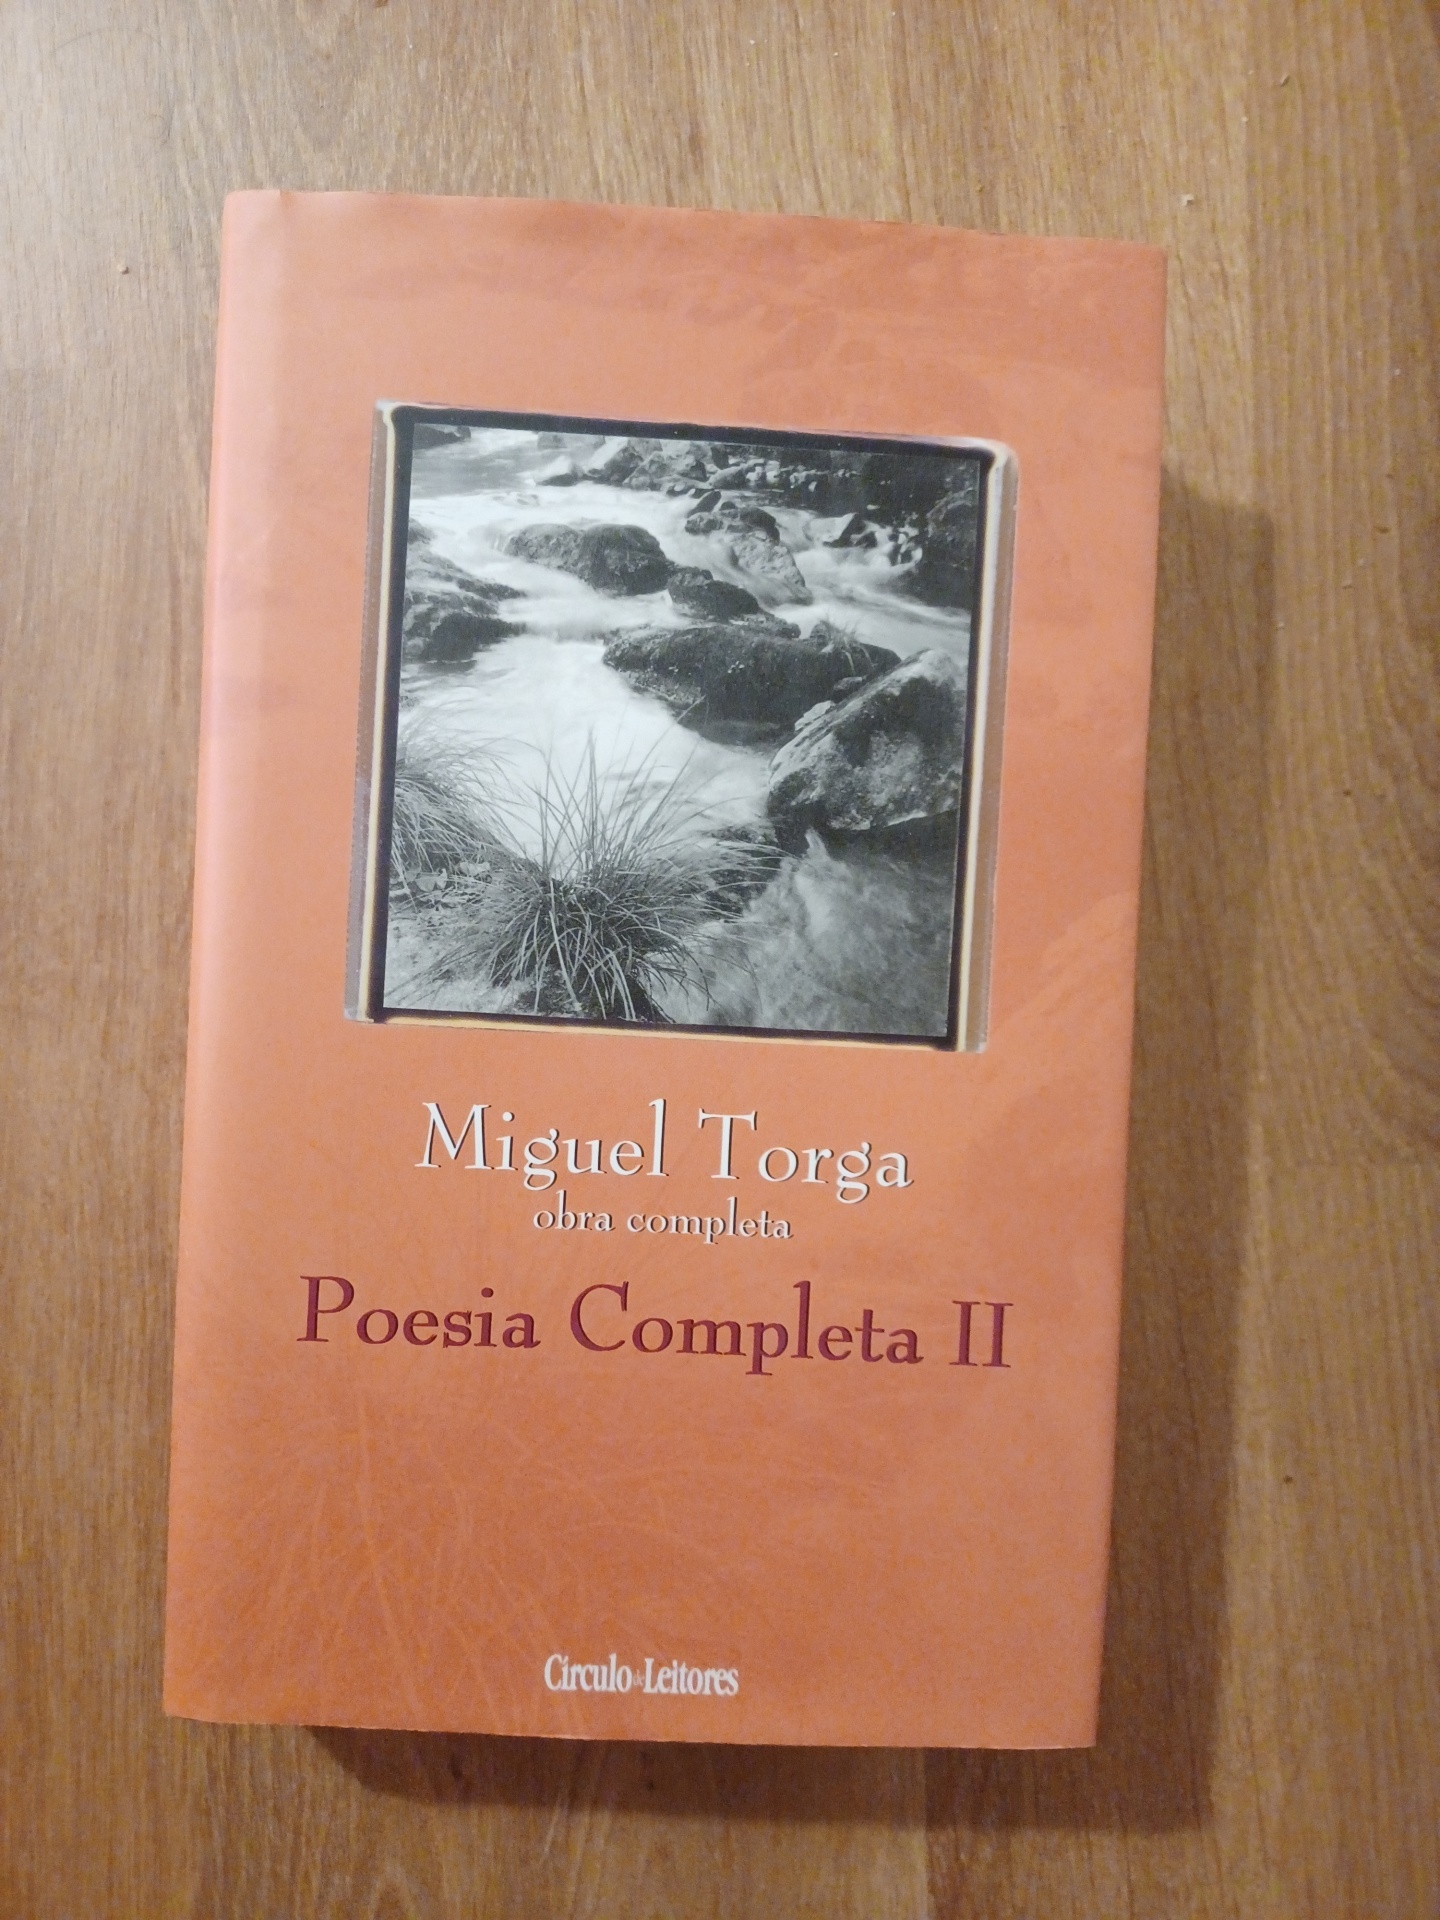 Miguel Torga
obra completa
Poesia Completa II
Círculo de Leitores